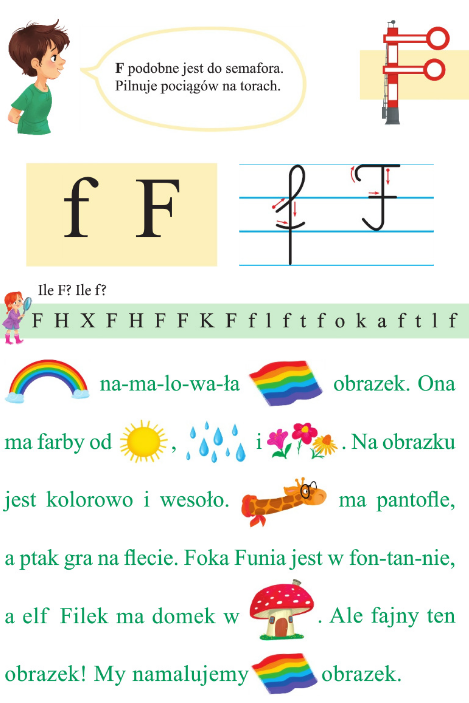 F podobne jest do semafora.
Pilnuje pociągów na torach.
f F f F
Ile F? Ile f?
F H X F H F F K F f l f t f o k a f t l f
na-ma-lo-wa-ła obrazek. Ona
ma farby od , i . Na obrazku
jest kolorowo i wesoło. ma pantofle,
a ptak gra na flecie. Foka Funia jest w fon-tan-nie,
a elf Filek ma domek w . Ale fajny ten
obrazek! My namalujemy obrazek.